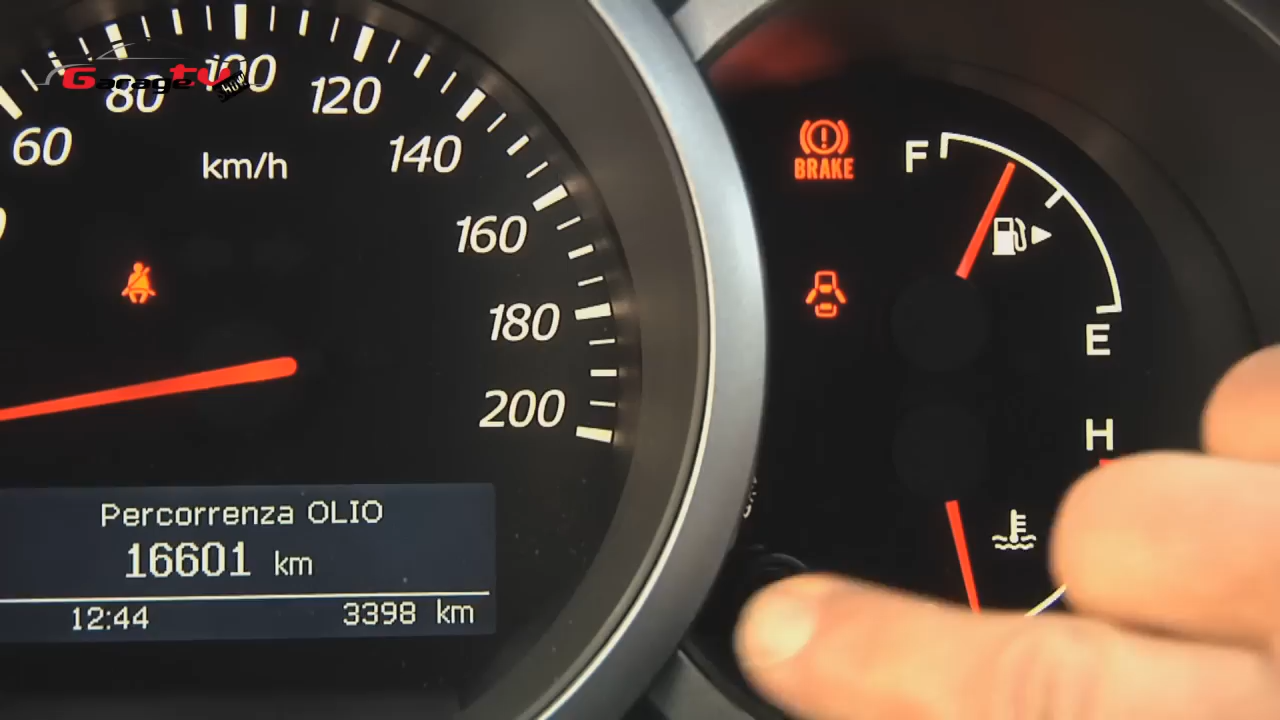 GarageTV
60
80
100
120
140
160
180
200
km/h
Percorrenza OLIO
16601 km
12:44 3398 km
BRAKE
F
E
H